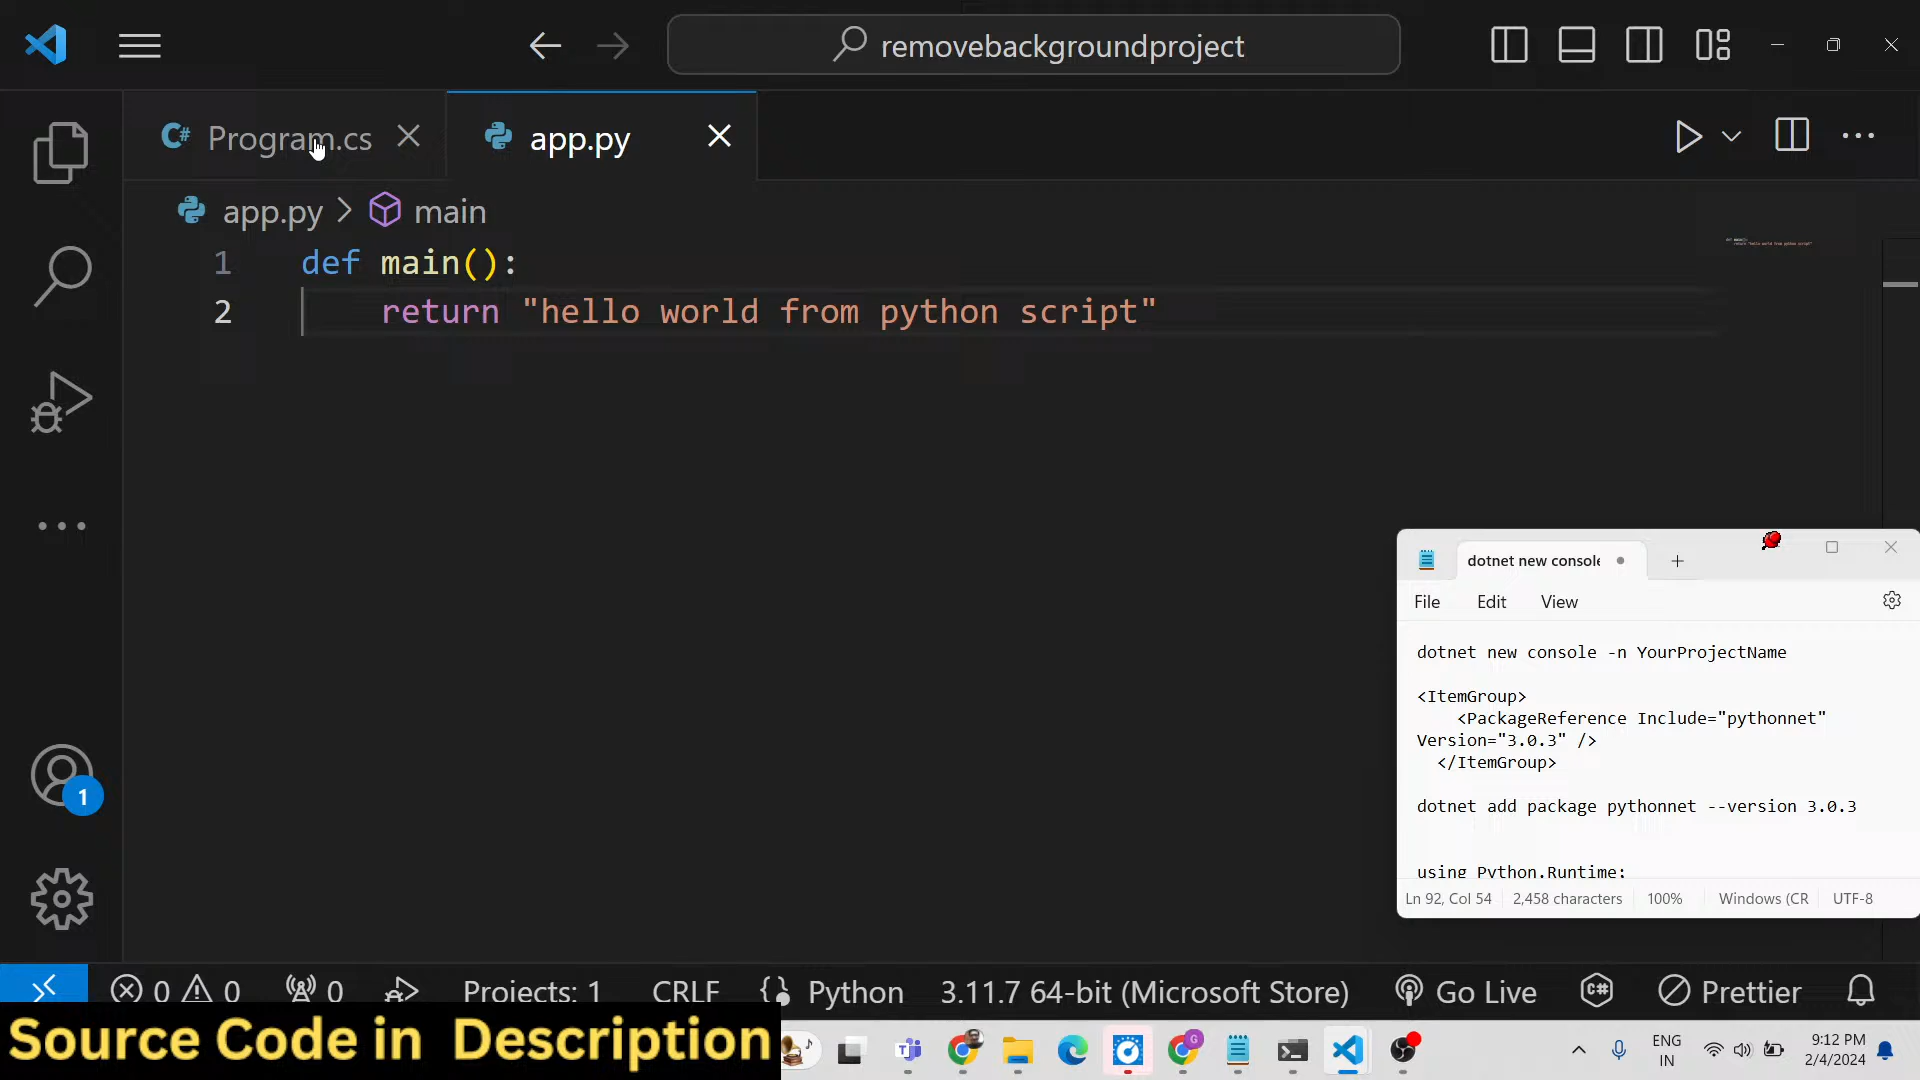 removebackgroundproject
Program.cs
app.py
app.py > main
1 def main():
2 return "hello world from python script"
dotnet new console
File Edit View
dotnet new console -n YourProjectName
<ItemGroup>
<PackageReference Include="pythonnet"
Version="3.0.3" />
</ItemGroup>
dotnet add package pythonnet --version 3.0.3
using Python.Runtime;
Ln 92, Col 54 2,458 characters 100% Windows (CR UTF-8
1
0 0 0 Projects: 1 CRLF {} Python 3.11.7 64-bit (Microsoft Store) Go Live Prettier
Source Code in Description
ENG
IN
9:12 PM
2/4/2024